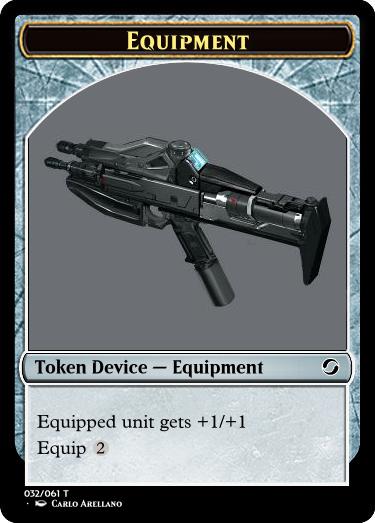 EQUIPMENT
Token Device — Equipment
Equipped unit gets +1/+1
Equip 2
032/061 T
· CARLO ARELLANO